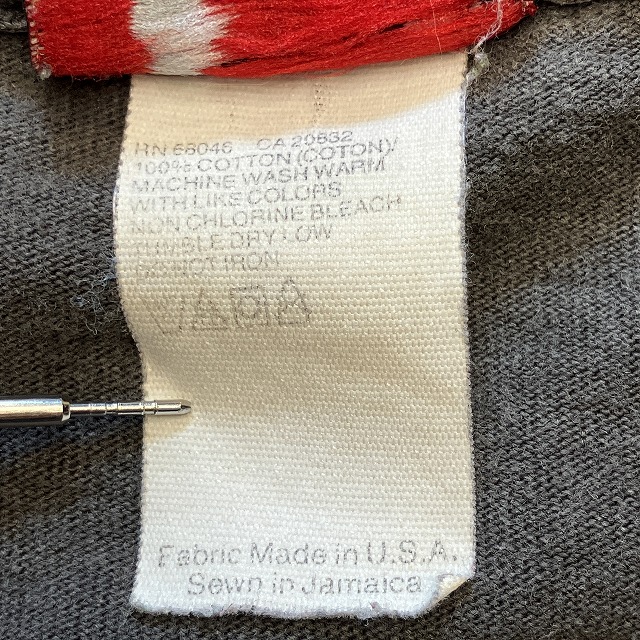 RN 56046 CA 20632
100% COTTON (COTON)/
MACHINE WASH WARM
WITH LIKE COLORS
NON CHLORINE BLEACH
TUMBLE DRY LOW
DO NOT IRON
Fabric Made in U.S.A.
Sewn in Jamaica